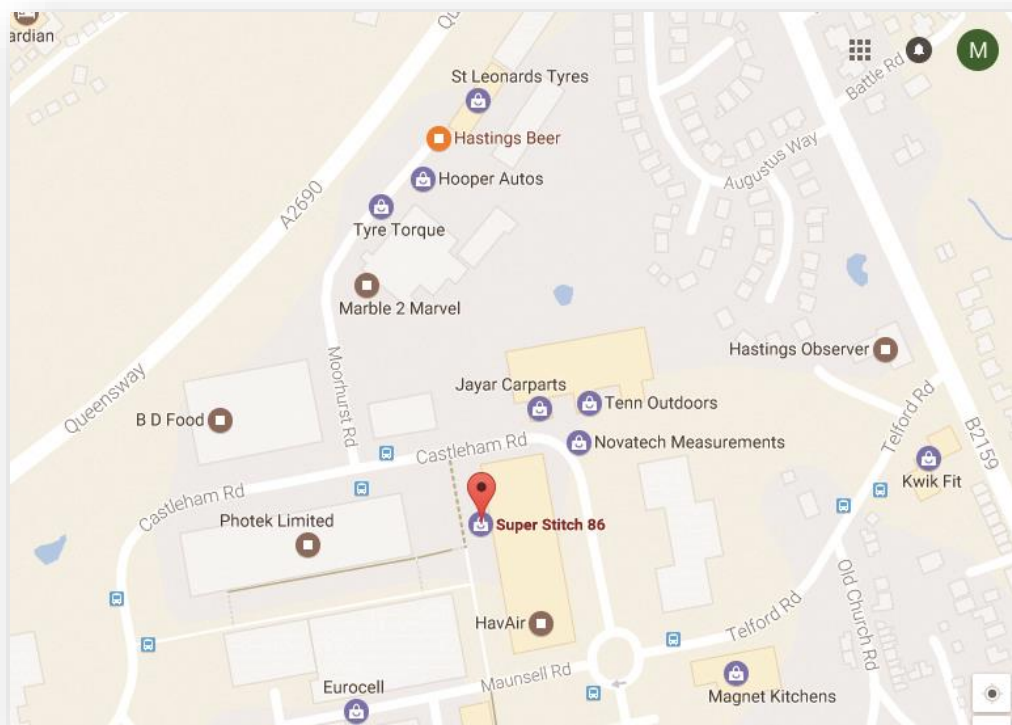 ardian
Qu
M
St Leonards Tyres
Battle Rd
Hastings Beer
Augustus Way
Hooper Autos
A2690
Tyre Torque
Marble 2 Marvel
Hastings Observer
Moorhurst Rd
Queensway
Jayar Carparts
Tenn Outdoors
B D Food
Telford Rd
B2159
Castleham Rd
Novatech Measurements
Kwik Fit
Castleham Rd
Photek Limited
Super Stitch 86
Old Church Rd
HavAir
Telford Rd
Maunsell Rd
Eurocell
Magnet Kitchens